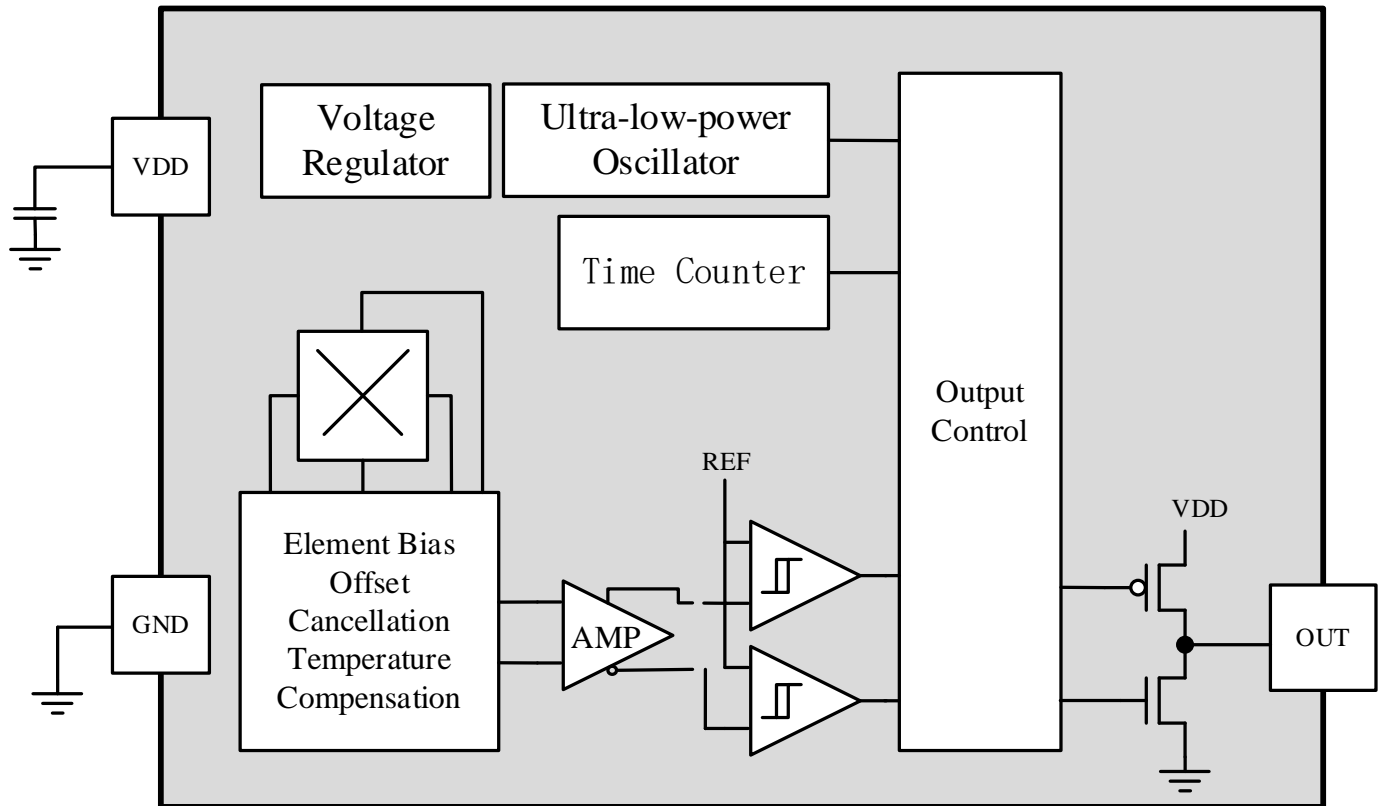 Voltage
Regulator
Ultra-low-power
Oscillator
VDD
Time Counter
Output
Control
REF
VDD
Element Bias
Offset
Cancellation
Temperature
Compensation
AMP
GND
OUT